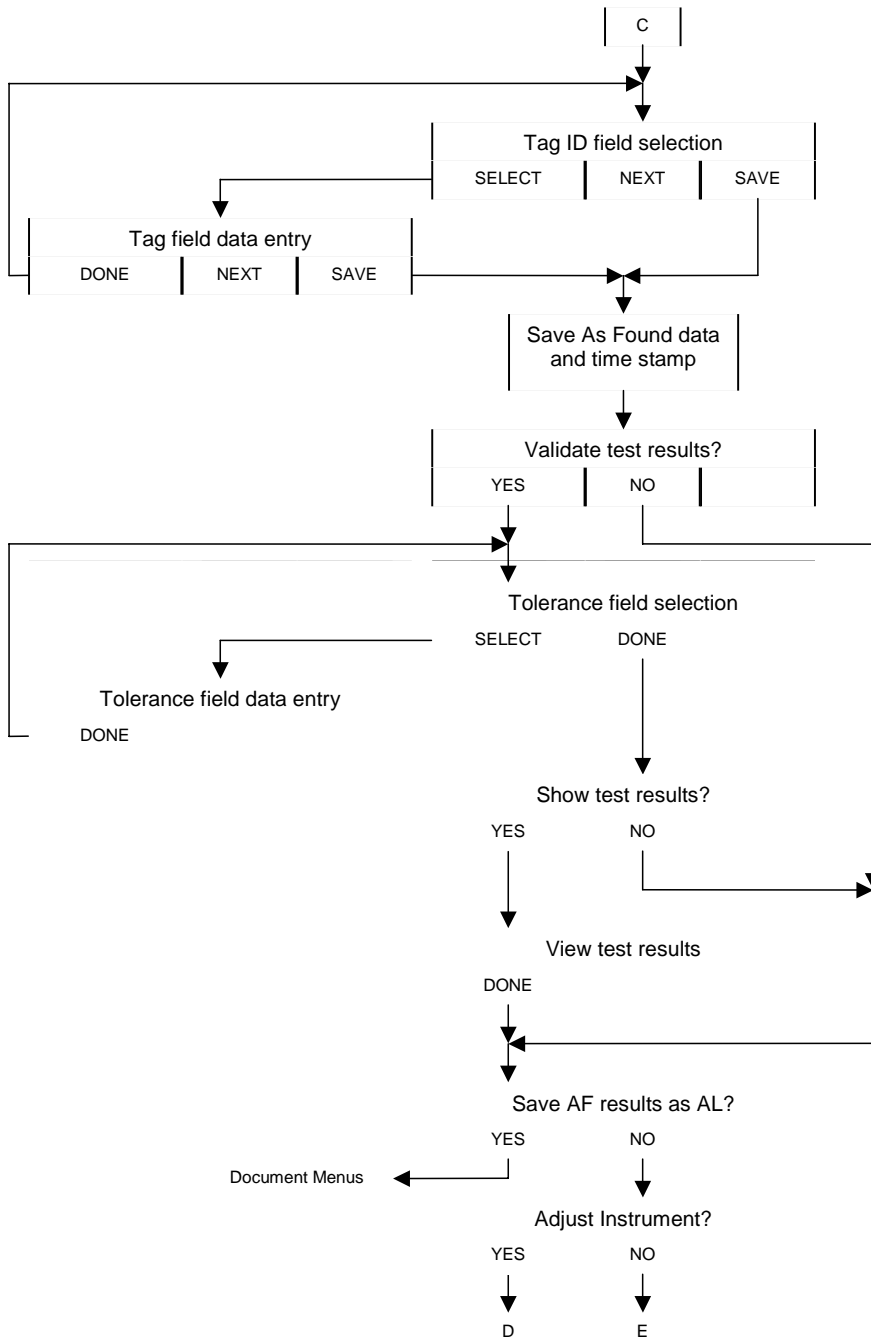 C
Tag ID field selection
SELECT NEXT SAVE
Tag field data entry
DONE NEXT SAVE
Save As Found data
and time stamp
Validate test results?
YES NO
Tolerance field selection
SELECT DONE
Tolerance field data entry
DONE
Show test results?
YES NO
View test results
DONE
Save AF results as AL?
YES NO
Document Menus
Adjust Instrument?
YES NO
D E